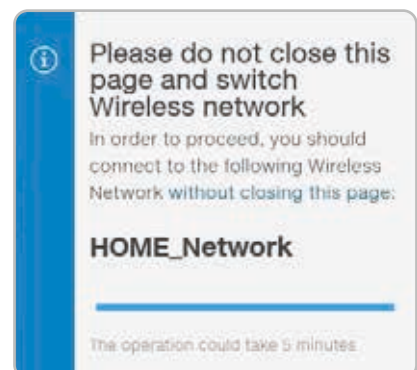 Please do not close this
page and switch
Wireless network
In order to proceed, you should
connect to the following Wireless
Network without closing this page:
HOME_Network
The operation could take 5 minutes